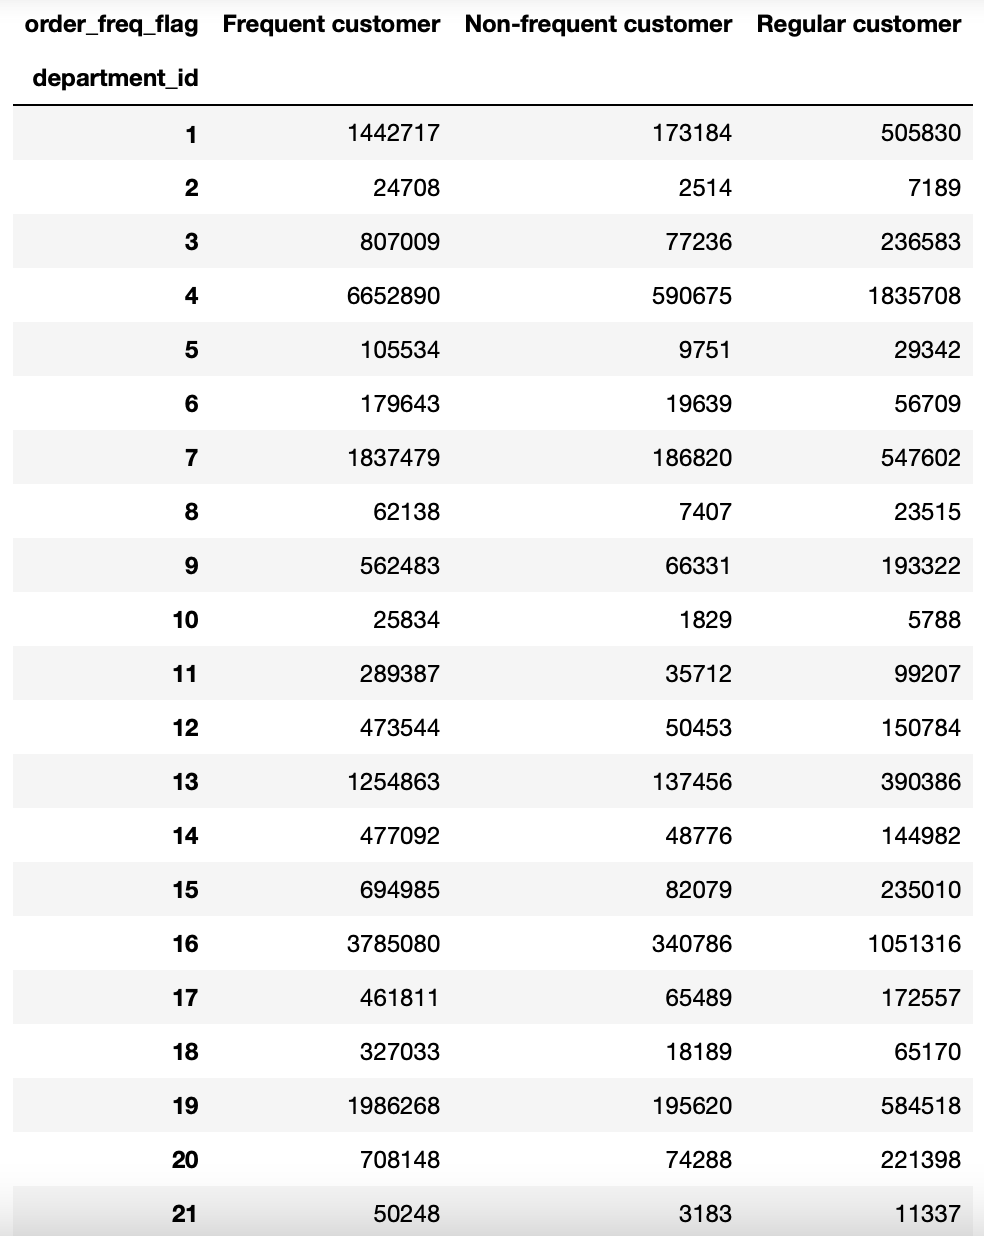 order_freq_flag Frequent customer Non-frequent customer Regular customer
department_id
1 1442717 173184 505830
2 24708 2514 7189
3 807009 77236 236583
4 6652890 590675 1835708
5 105534 9751 29342
6 179643 19639 56709
7 1837479 186820 547602
8 62138 7407 23515
9 562483 66331 193322
10 25834 1829 5788
11 289387 35712 99207
12 473544 50453 150784
13 1254863 137456 390386
14 477092 48776 144982
15 694985 82079 235010
16 3785080 340786 1051316
17 461811 65489 172557
18 327033 18189 65170
19 1986268 195620 584518
20 708148 74288 221398
21 50248 3183 11337